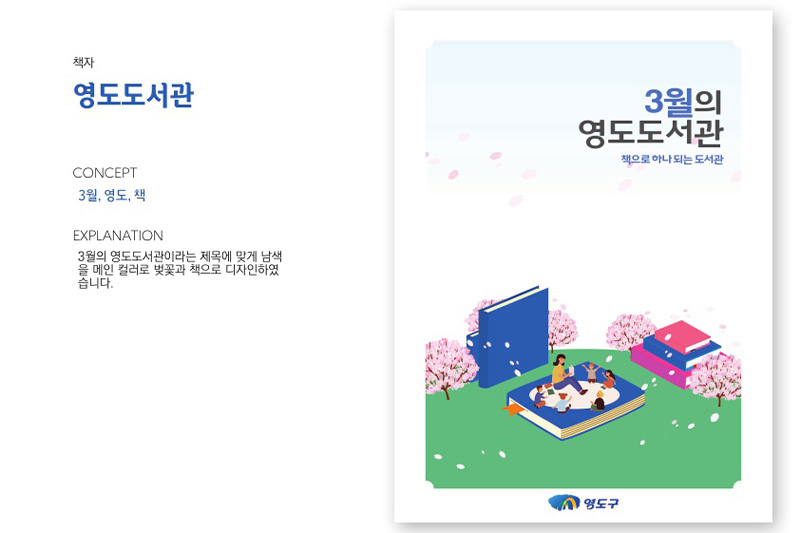 책자
영도도서관
CONCEPT
3월, 영도, 책
EXPLANATION
3월의 영도도서관이라는 제목에 맞게 남색
을 메인 컬러로 벚꽃과 책으로 디자인하였
습니다.
3월의
영도도서관
책으로 하나 되는 도서관
영도구